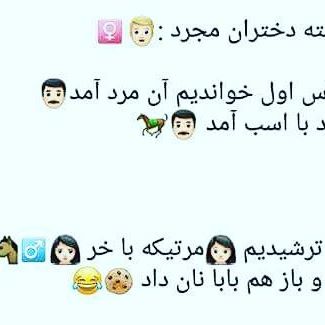 ته دختران مجرد :👱🚺
س اول خواندیم آن مرد آمد👨
د با اسب آمد 👨🐎
ترشیدیم 👩مرتیکه با خر 👩🚹🐴
و باز هم بابا نان داد 🍪😂